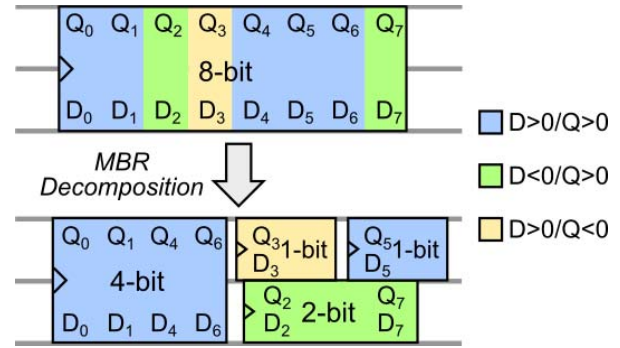 Q₀ Q₁ Q₂ Q₃ Q₄ Q₅ Q₆ Q₇
8-bit
D₀ D₁ D₂ D₃ D₄ D₅ D₆ D₇
D>0/Q>0
D<0/Q>0
D>0/Q<0
MBR
Decomposition
Q₀ Q₁ Q₄ Q₆
4-bit
D₀ D₁ D₄ D₆
Q₃ 1-bit
D₃
Q₅ 1-bit
D₅
Q₂ Q₇
2-bit
D₂ D₇